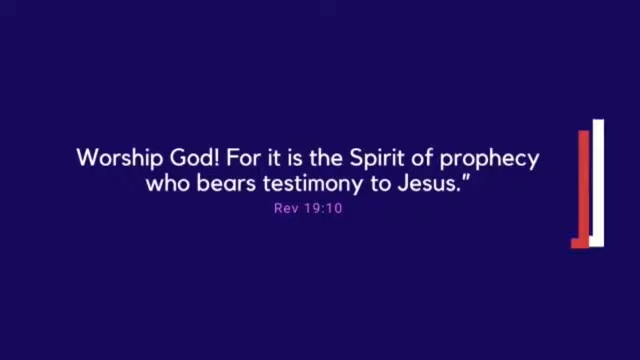 Worship God! For it is the Spirit of prophecy
who bears testimony to Jesus.”
Rev 19:10